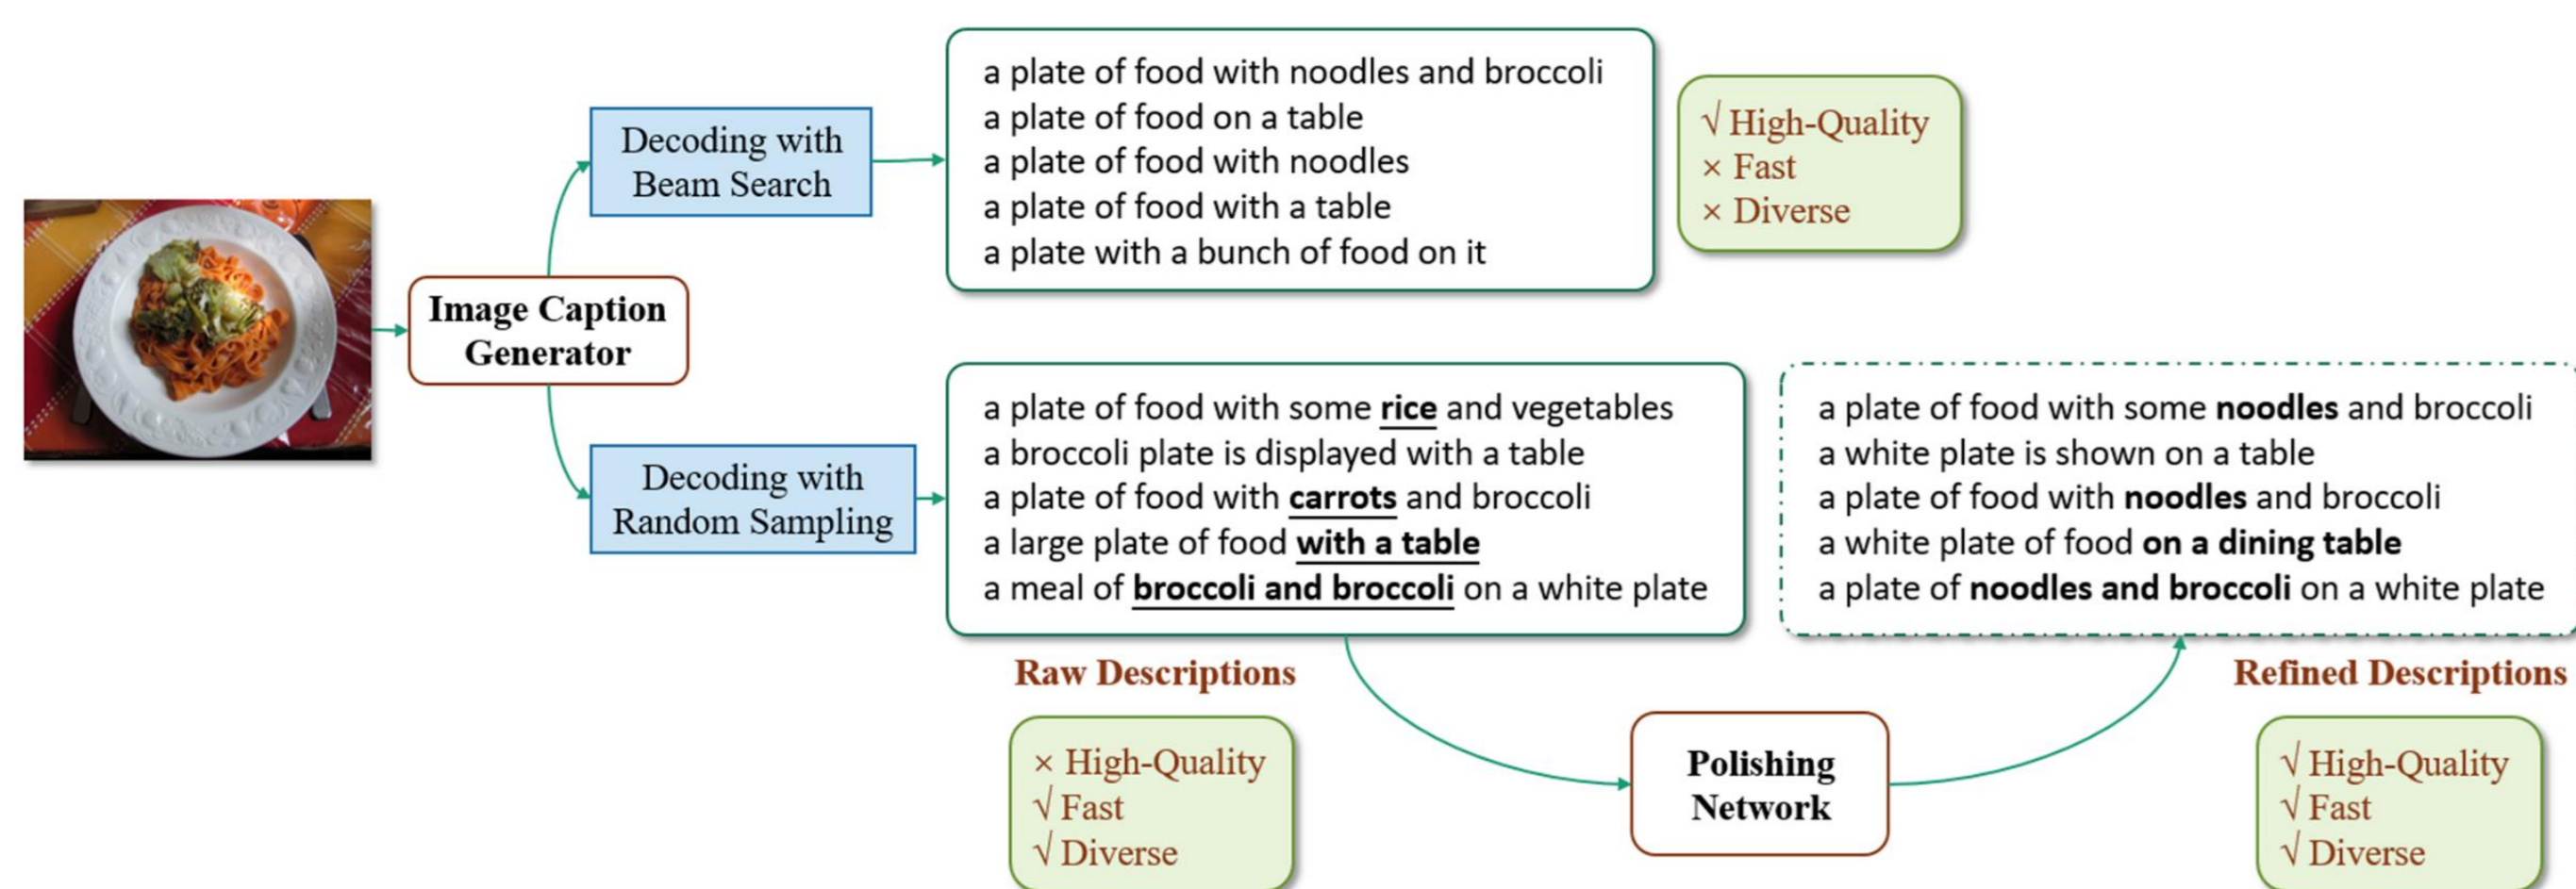 a plate of food with noodles and broccoli
a plate of food on a table
a plate of food with noodles
a plate of food with a table
a plate with a bunch of food on it
√ High-Quality
× Fast
× Diverse
Decoding with
Beam Search
Image Caption
Generator
Decoding with
Random Sampling
a plate of food with some rice and vegetables
a broccoli plate is displayed with a table
a plate of food with carrots and broccoli
a large plate of food with a table
a meal of broccoli and broccoli on a white plate
a plate of food with some noodles and broccoli
a white plate is shown on a table
a plate of food with noodles and broccoli
a white plate of food on a dining table
a plate of noodles and broccoli on a white plate
Raw Descriptions
Refined Descriptions
× High-Quality
√ Fast
√ Diverse
Polishing
Network
√ High-Quality
√ Fast
√ Diverse